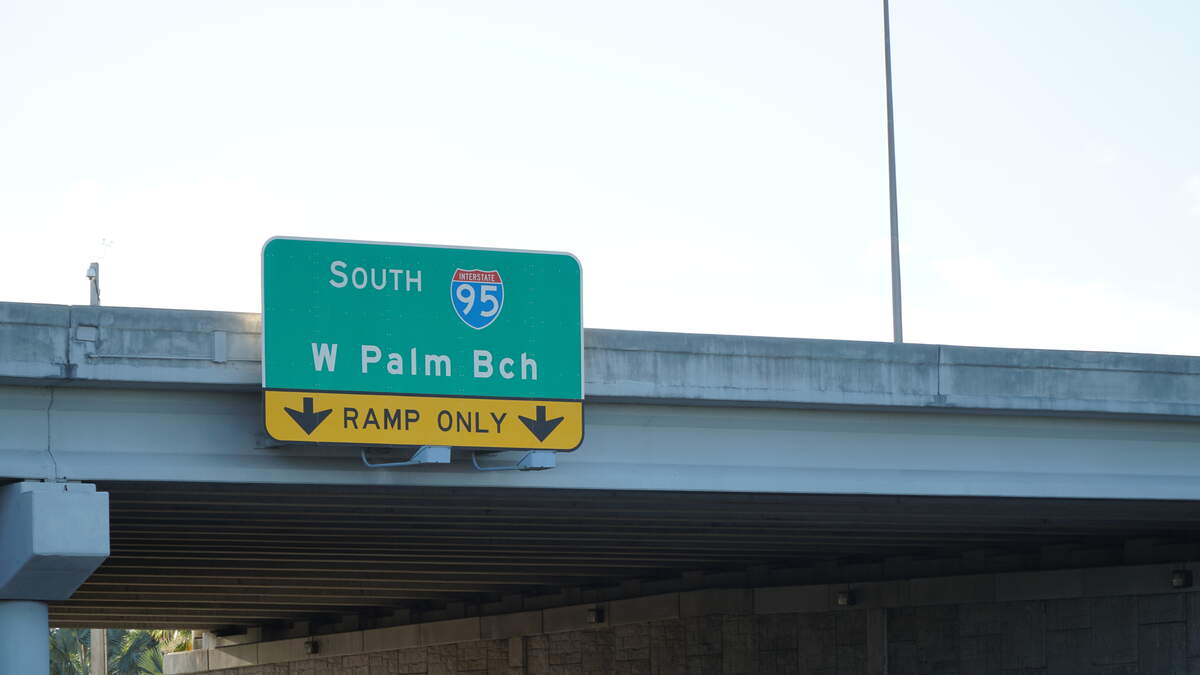 SOUTH
INTERSTATE
95
W Palm Bch
RAMP ONLY